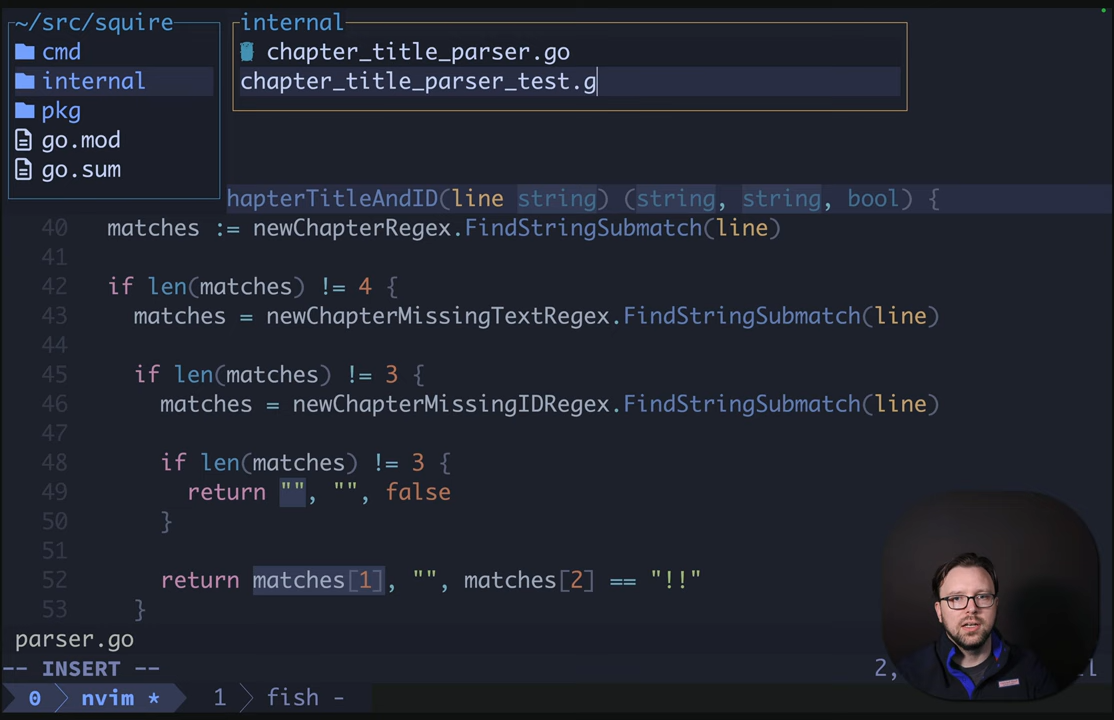 ~/src/squire
cmd
internal
pkg
go.mod
go.sum
internal
chapter_title_parser.go
chapter_title_parser_test.g
hapterTitleAndID(line string) (string, string, bool) {
40 matches := newChapterRegex.FindStringSubmatch(line)
41
42 if len(matches) != 4 {
43 matches = newChapterMissingTextRegex.FindStringSubmatch(line)
44
45 if len(matches) != 3 {
46 matches = newChapterMissingIDRegex.FindStringSubmatch(line)
47
48 if len(matches) != 3 {
49 return "", "", false
50 }
51
52 return matches[1], "", matches[2] == "!!"
53 }
parser.go
-- INSERT --
2,
0 nvim * 1 fish -